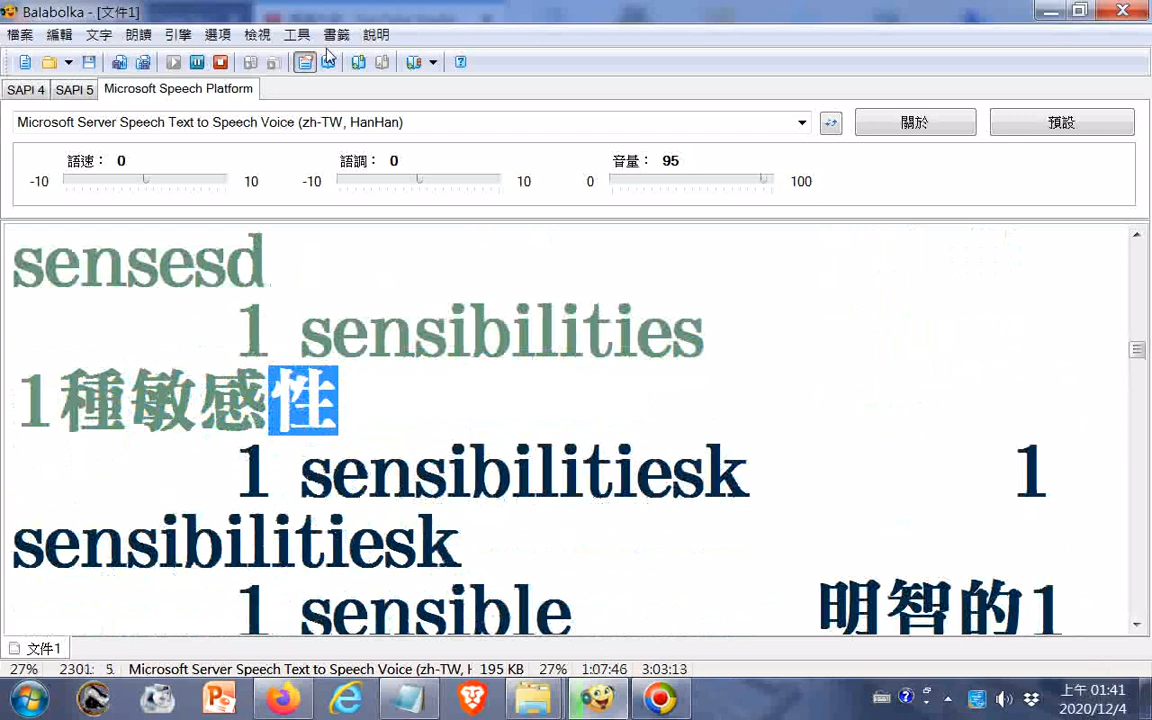 Balabolka - [文件1]
檔案 編輯 文字 朗讀 引擎 選項 檢視 工具 書籤 說明
SAPI 4 SAPI 5 Microsoft Speech Platform
Microsoft Server Speech Text to Speech Voice (zh-TW, HanHan) 關於 預設
語速： 0 語調： 0 音量： 95
-10 10 -10 10 0 100
sensesd
1 sensibilities
1種敏感性
1 sensibilitiesk 1
sensibilitiesk
1 sensible 明智的1
文件1
27% 2301: 5. Microsoft Server Speech Text to Speech Voice (zh-TW, H 195 KB 27% 1:07:46 3:03:13
上午 01:41
2020/12/4